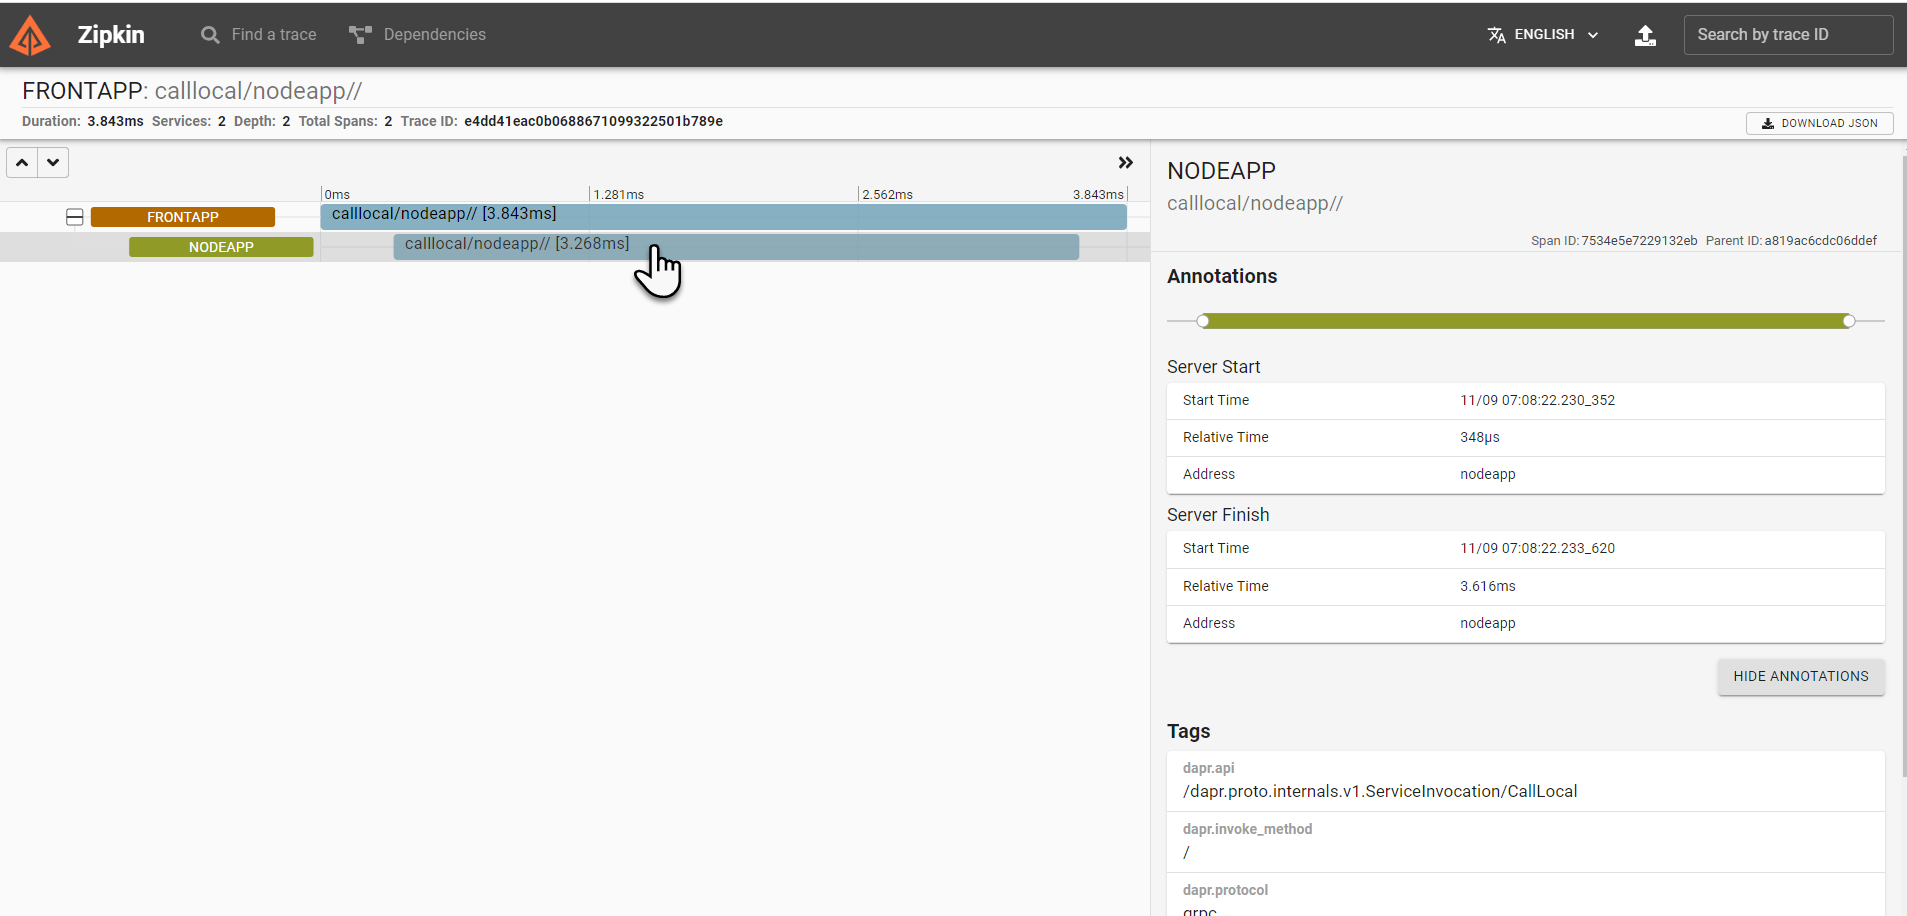 Zipkin Find a trace Dependencies ENGLISH Search by trace ID
FRONTAPP: calllocal/nodeapp//
Duration: 3.843ms Services: 2 Depth: 2 Total Spans: 2 Trace ID: e4dd41eac0b0688671099322501b789e
DOWNLOAD JSON
0ms 1.281ms 2.562ms 3.843ms
FRONTAPP calllocal/nodeapp// [3.843ms]
NODEAPP calllocal/nodeapp// [3.268ms]
NODEAPP
calllocal/nodeapp//
Span ID: 7534e5e7229132eb Parent ID: a819ac6cdc06ddef
Annotations
Server Start
Start Time 11/09 07:08:22.230_352
Relative Time 348μs
Address nodeapp
Server Finish
Start Time 11/09 07:08:22.233_620
Relative Time 3.616ms
Address nodeapp
HIDE ANNOTATIONS
Tags
dapr.api
/dapr.proto.internals.v1.ServiceInvocation/CallLocal
dapr.invoke_method
/
dapr.protocol
grpc